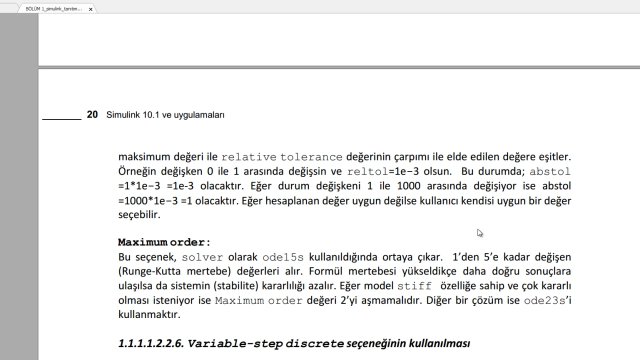 BÖLÜM 1_simulink_tanıtım... x
20 Simulink 10.1 ve uygulamaları
maksimum değeri ile relative tolerance değerinin çarpımı ile elde edilen değere eşitler.
Örneğin değişken 0 ile 1 arasında değişsin ve reltol=1e-3 olsun. Bu durumda; abstol
=1*1e-3 =1e-3 olacaktır. Eğer durum değişkeni 1 ile 1000 arasında değişiyor ise abstol
=1000*1e-3 =1 olacaktır. Eğer hesaplanan değer uygun değilse kullanıcı kendisi uygun bir değer
seçebilir.
Maximum order:
Bu seçenek, solver olarak ode15s kullanıldığında ortaya çıkar. 1'den 5'e kadar değişen
(Runge-Kutta mertebe) değerleri alır. Formül mertebesi yükseldikçe daha doğru sonuçlara
ulaşılsa da sistemin (stabilite) kararlılığı azalır. Eğer model stiff özelliğe sahip ve çok kararlı
olması isteniyor ise Maximum order değeri 2'yi aşmamalıdır. Diğer bir çözüm ise ode23s'i
kullanmaktır.
1.1.1.1.2.2.6. Variable-step discrete seçeneğinin kullanılması